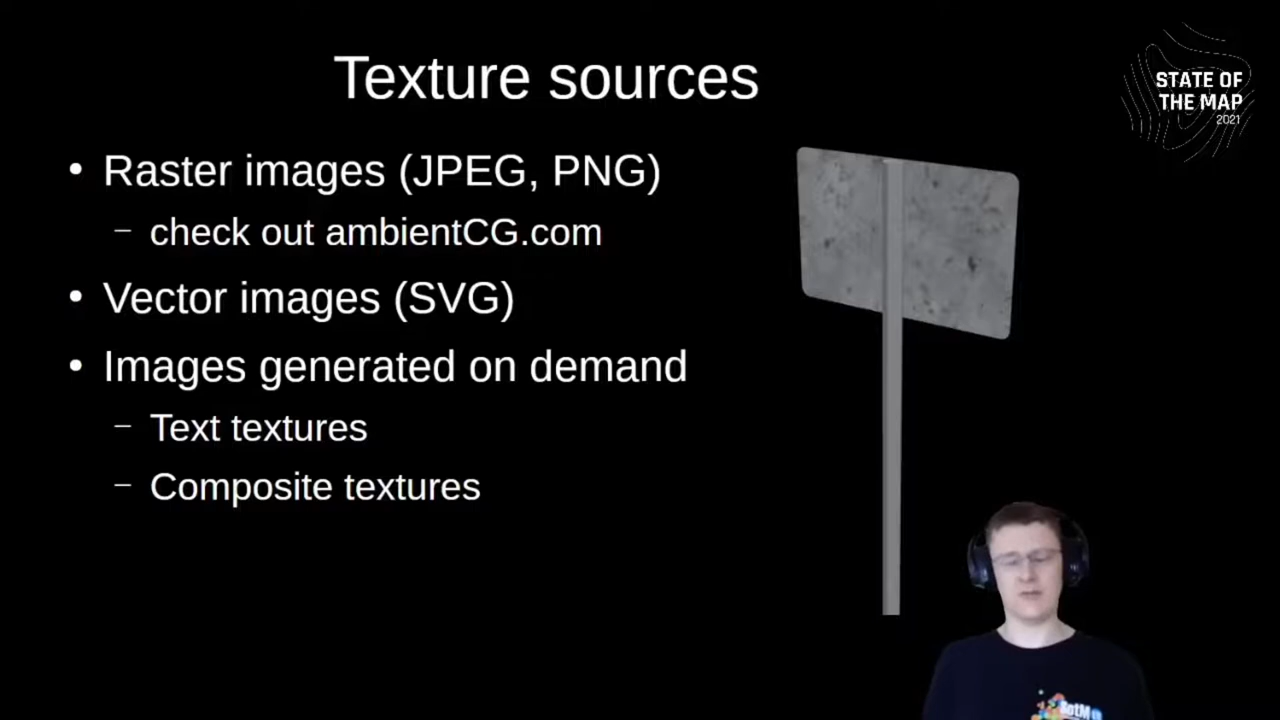 Texture sources
STATE OF
THE MAP
2021
• Raster images (JPEG, PNG)
– check out ambientCG.com
• Vector images (SVG)
• Images generated on demand
– Text textures
– Composite textures
SotM